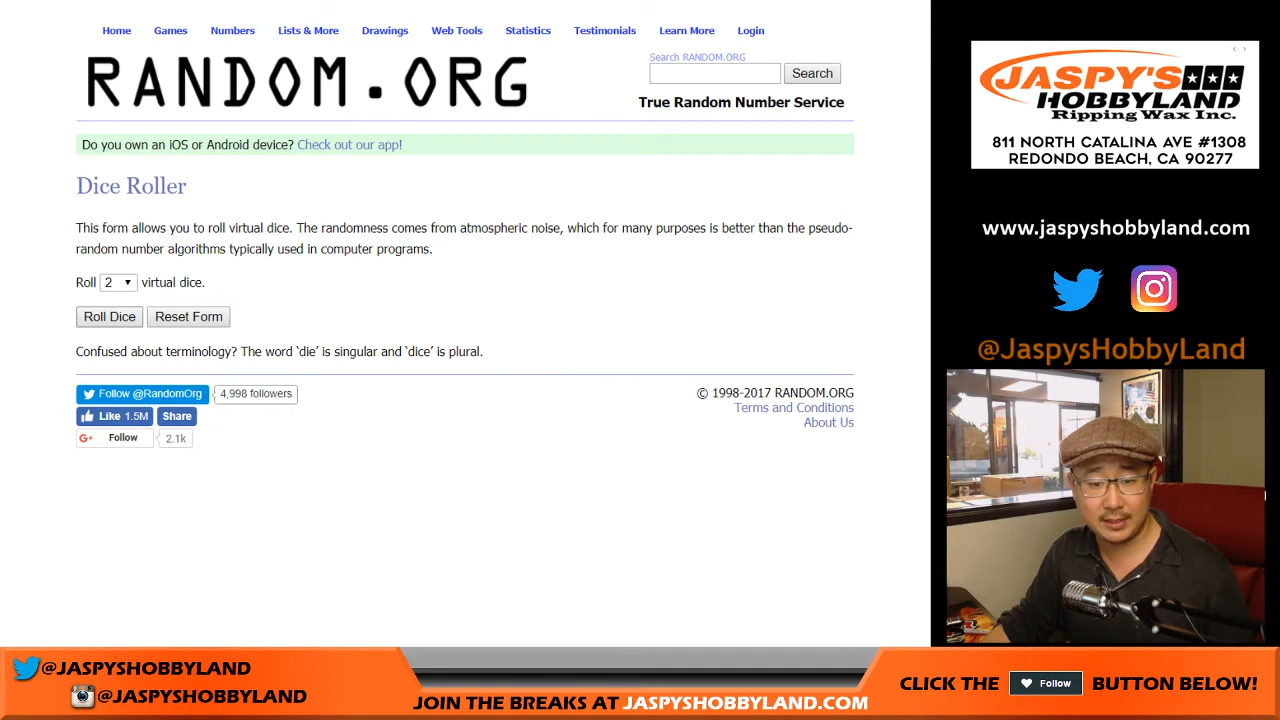 Home Games Numbers Lists & More Drawings Web Tools Statistics Testimonials Learn More Login
RANDOM.ORG
Search RANDOM.ORG
Search
True Random Number Service
Do you own an iOS or Android device? Check out our app!
Dice Roller
This form allows you to roll virtual dice. The randomness comes from atmospheric noise, which for many purposes is better than the pseudo-
random number algorithms typically used in computer programs.
Roll 2 virtual dice.
Roll Dice Reset Form
Confused about terminology? The word ‘die’ is singular and ‘dice’ is plural.
Follow @RandomOrg 4,998 followers
Like 1.5M Share
Follow 2.1k
© 1998-2017 RANDOM.ORG
Terms and Conditions
About Us
JASPY'S
HOBBYLAND
Ripping Wax Inc.
811 NORTH CATALINA AVE #1308
REDONDO BEACH, CA 90277
www.jaspyshobbyland.com
@JaspysHobbyLand
@JASPYSHOBBYLAND
@JASPYSHOBBYLAND
JOIN THE BREAKS AT JASPYSHOBBYLAND.COM
CLICK THE Follow BUTTON BELOW!